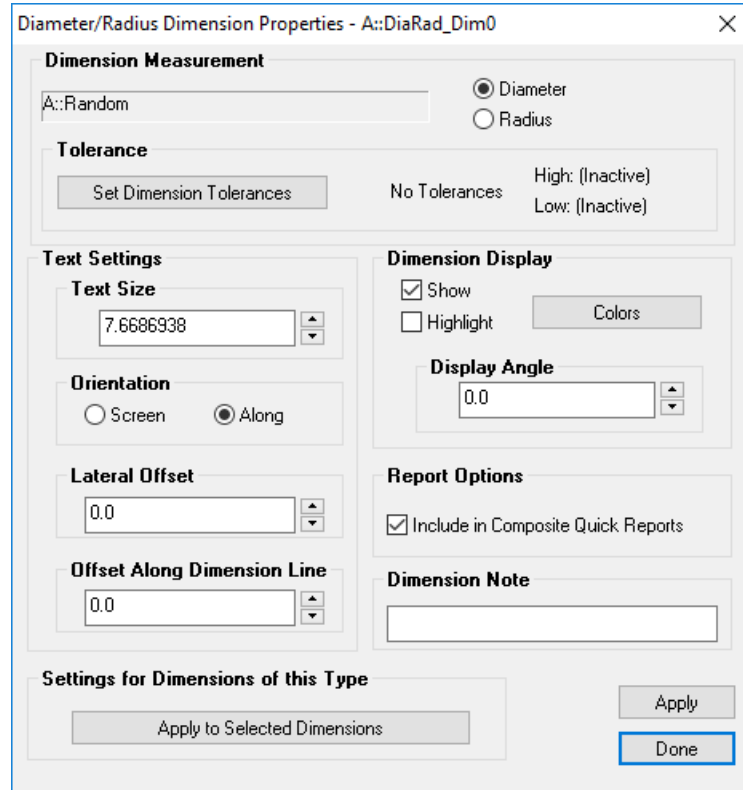 Diameter/Radius Dimension Properties - A::DiaRad_Dim0
Dimension Measurement
A::Random
Diameter
Radius
Tolerance
Set Dimension Tolerances
No Tolerances
High: (Inactive)
Low: (Inactive)
Text Settings
Text Size
7.6686938
Orientation
Screen
Along
Lateral Offset
0.0
Offset Along Dimension Line
0.0
Dimension Display
Show
Highlight
Colors
Display Angle
0.0
Report Options
Include in Composite Quick Reports
Dimension Note
Settings for Dimensions of this Type
Apply to Selected Dimensions
Apply
Done